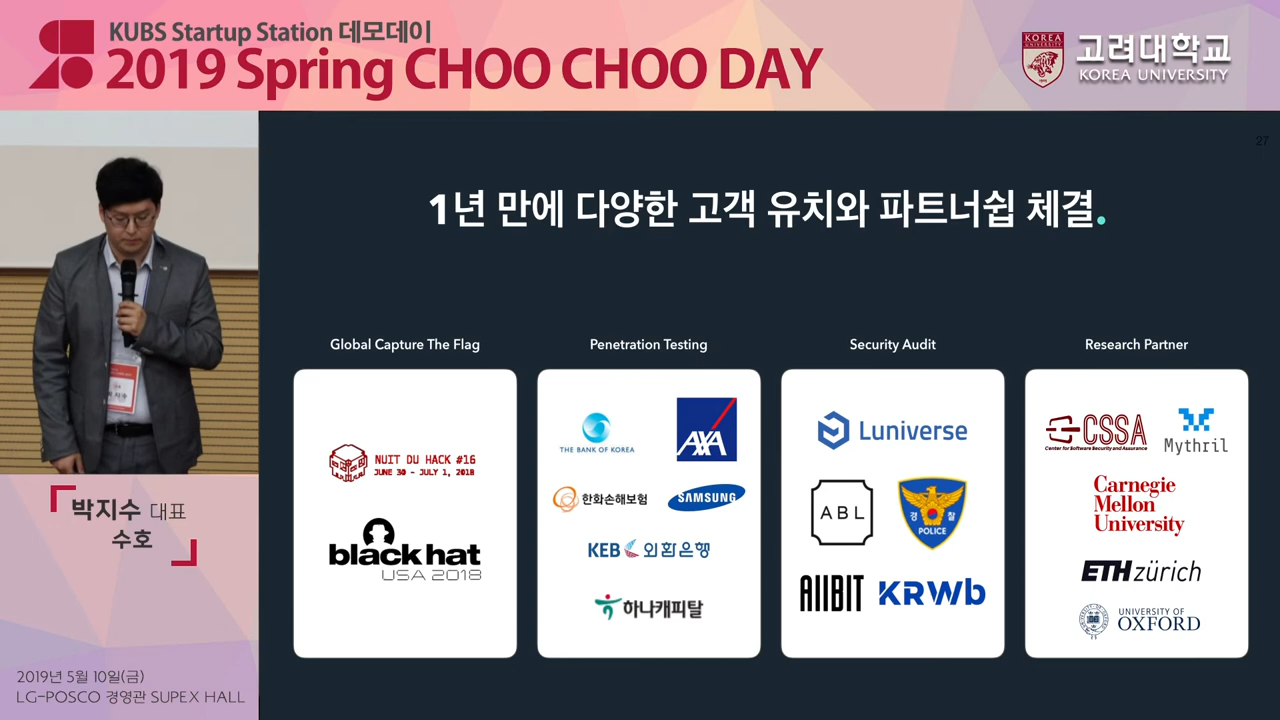 KUBS Startup Station 데모데이
2019 Spring CHOO CHOO DAY
KOREA
UNIVERSITY
고려대학교
KOREA UNIVERSITY
27
1년 만에 다양한 고객 유치와 파트너쉽 체결.
Global Capture The Flag
NUIT DU HACK #16
JUNE 30 - JULY 1, 2018
black hat
USA 2018
Penetration Testing
THE BANK OF KOREA
AXA
한화손해보험
SAMSUNG
KEB 외환은행
하나캐피탈
Security Audit
Luniverse
ABL
경찰
POLICE
AIIBIT
KRWb
Research Partner
CSSA
Center for Software Security and Assurance
Mythril
Carnegie
Mellon
University
ETH zürich
UNIVERSITY OF
OXFORD
박지수 대표
수호
2019년 5월 10일(금)
LG-POSCO 경영관 SUPEX HALL